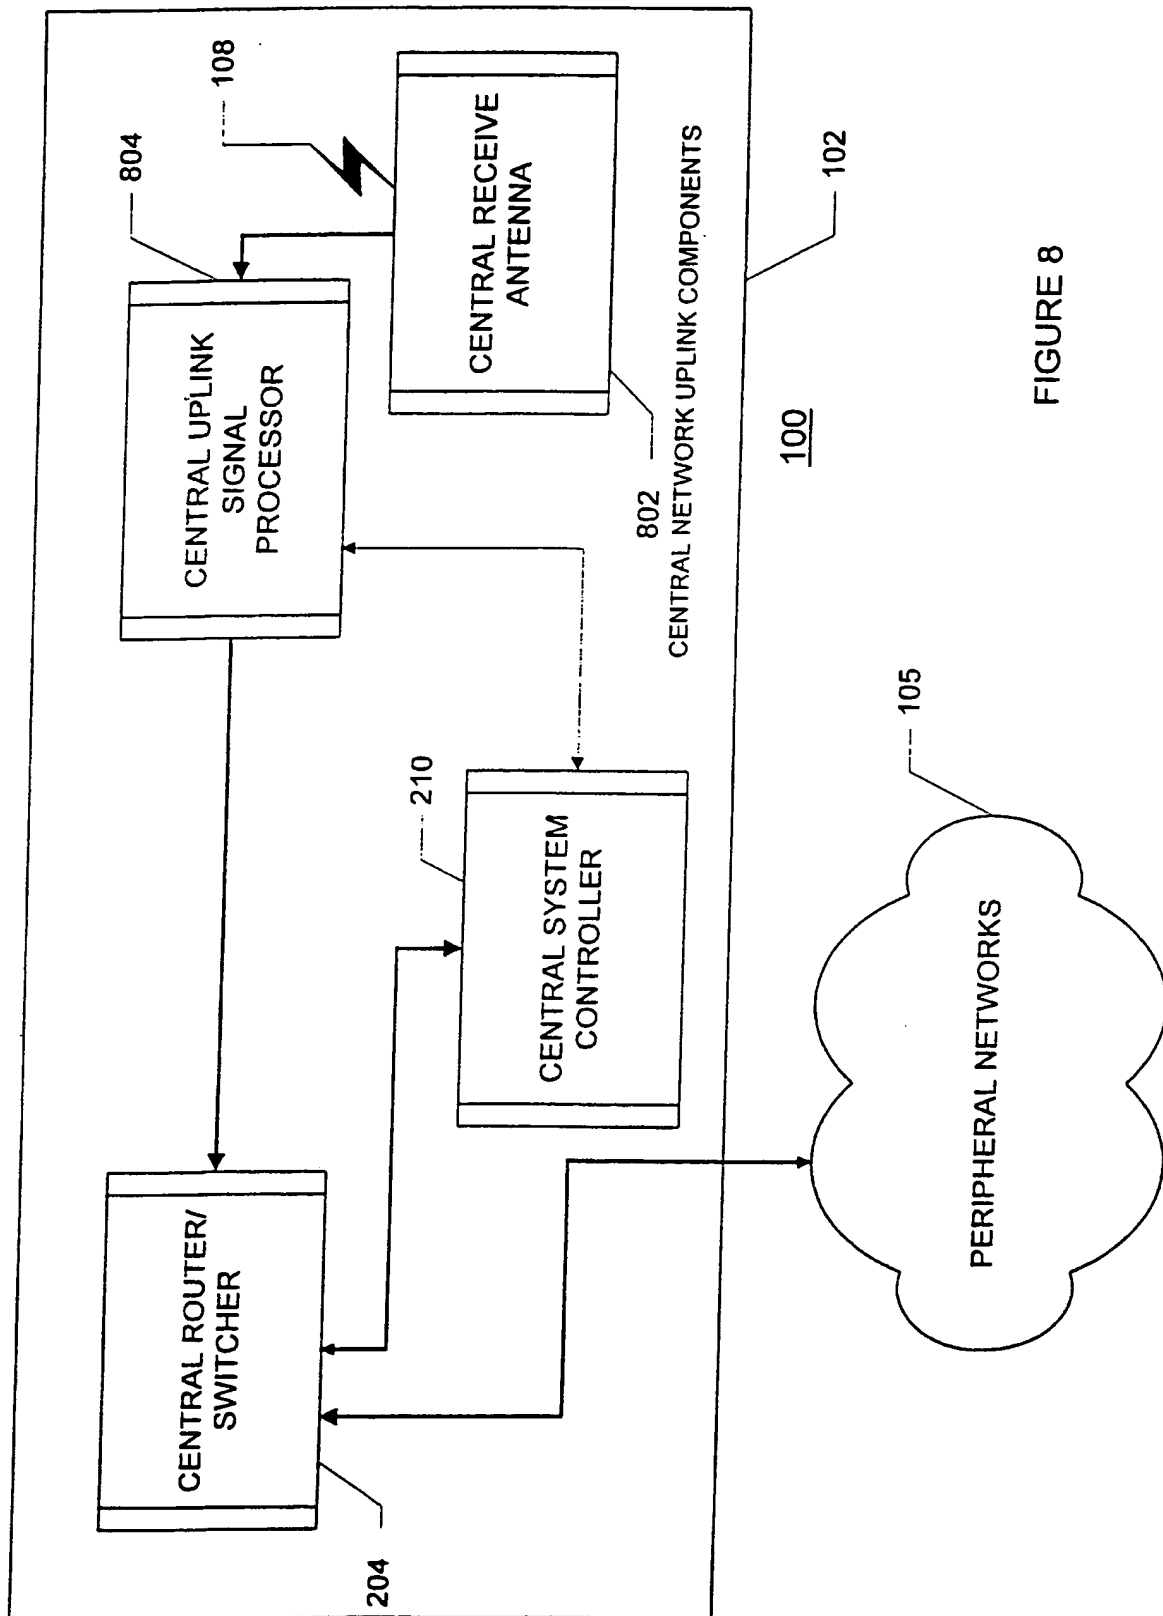 108
804
CENTRAL UPLINK
SIGNAL
PROCESSOR
CENTRAL RECEIVE
ANTENNA
802
CENTRAL NETWORK UPLINK COMPONENTS
102
210
CENTRAL SYSTEM
CONTROLLER
CENTRAL ROUTER/
SWITCHER
204
100
105
PERIPHERAL NETWORKS
FIGURE 8